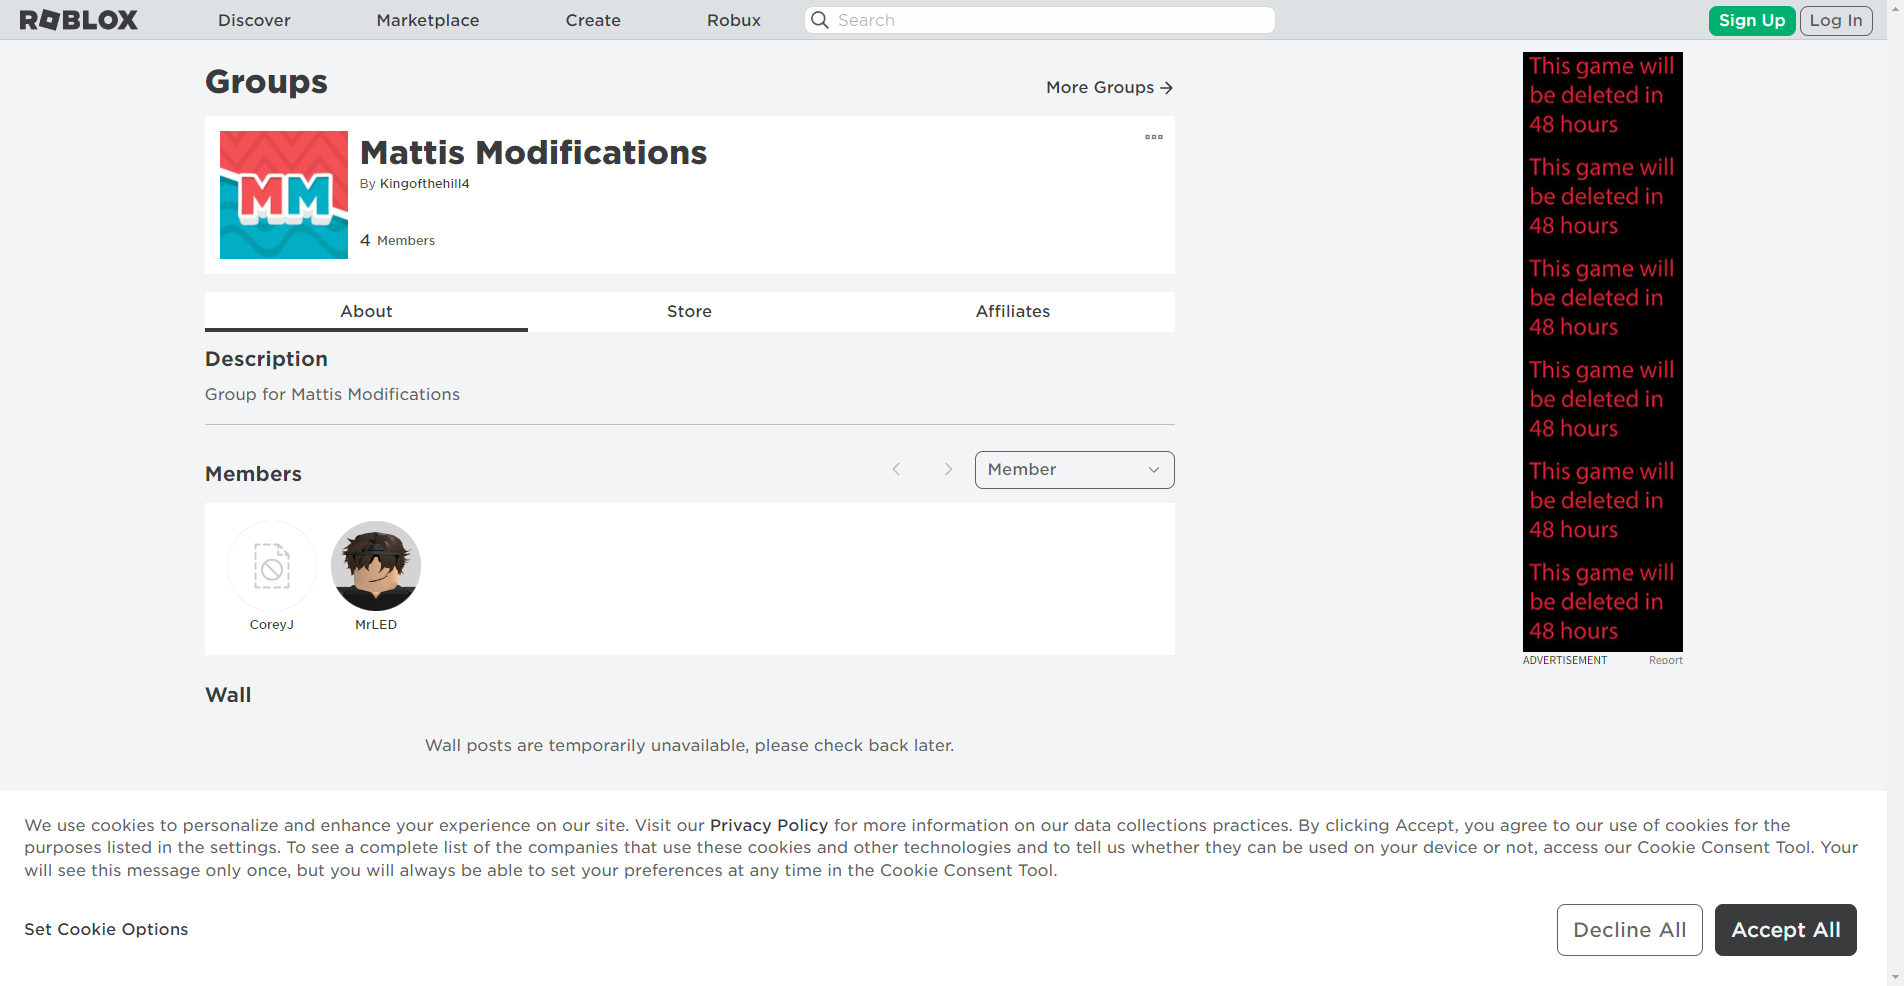 ROBLOX
Discover
Marketplace
Create
Robux
Search
Sign Up
Log In
Groups
More Groups
MM
Mattis Modifications
By Kingofthehill4
4 Members
About
Store
Affiliates
Description
Group for Mattis Modifications
Members
Member
CoreyJ
MrLED
Wall
Wall posts are temporarily unavailable, please check back later.
This game will
be deleted in
48 hours
This game will
be deleted in
48 hours
This game will
be deleted in
48 hours
This game will
be deleted in
48 hours
This game will
be deleted in
48 hours
This game will
be deleted in
48 hours
ADVERTISEMENT
Report
We use cookies to personalize and enhance your experience on our site. Visit our Privacy Policy for more information on our data collections practices. By clicking Accept, you agree to our use of cookies for the
purposes listed in the settings. To see a complete list of the companies that use these cookies and other technologies and to tell us whether they can be used on your device or not, access our Cookie Consent Tool. Your
will see this message only once, but you will always be able to set your preferences at any time in the Cookie Consent Tool.
Set Cookie Options
Decline All
Accept All